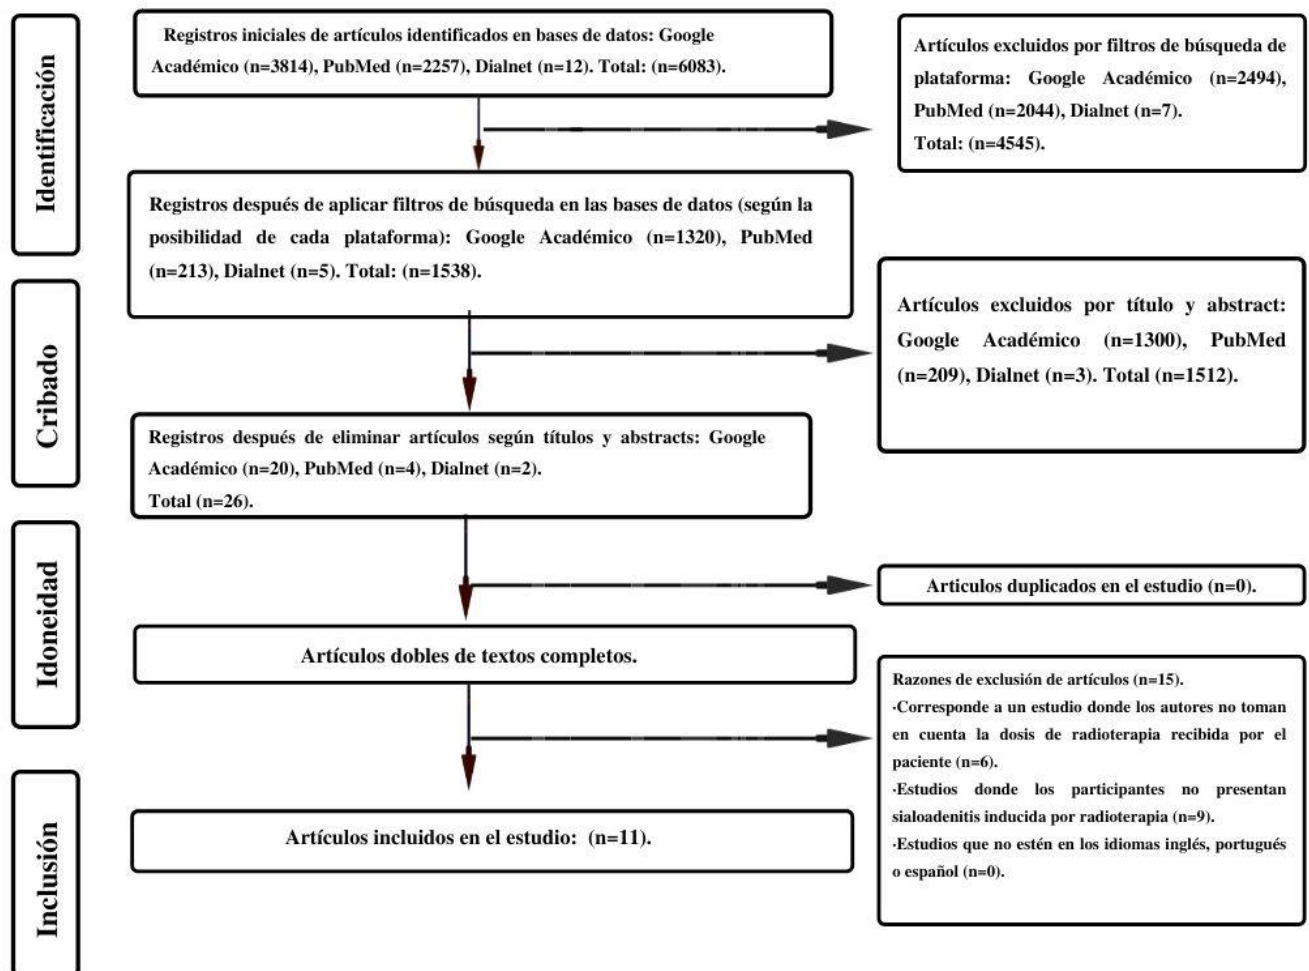 Identificación
Registros iniciales de artículos identificados en bases de datos: Google
Académico (n=3814), PubMed (n=2257), Dialnet (n=12). Total: (n=6083).
Artículos excluidos por filtros de búsqueda de
plataforma: Google Académico (n=2494),
PubMed (n=2044), Dialnet (n=7).
Total: (n=4545).
Registros después de aplicar filtros de búsqueda en las bases de datos (según la
posibilidad de cada plataforma): Google Académico (n=1320), PubMed
(n=213), Dialnet (n=5). Total: (n=1538).
Cribado
Artículos excluidos por título y abstract:
Google Académico (n=1300), PubMed
(n=209), Dialnet (n=3). Total (n=1512).
Registros después de eliminar artículos según títulos y abstracts: Google
Académico (n=20), PubMed (n=4), Dialnet (n=2).
Total (n=26).
Idoneidad
Articulos duplicados en el estudio (n=0).
Artículos dobles de textos completos.
Razones de exclusión de artículos (n=15).
·Corresponde a un estudio donde los autores no toman
en cuenta la dosis de radioterapia recibida por el
paciente (n=6).
·Estudios donde los participantes no presentan
sialoadenitis inducida por radioterapia (n=9).
·Estudios que no estén en los idiomas inglés, portugués
o español (n=0).
Inclusión
Artículos incluidos en el estudio: (n=11).